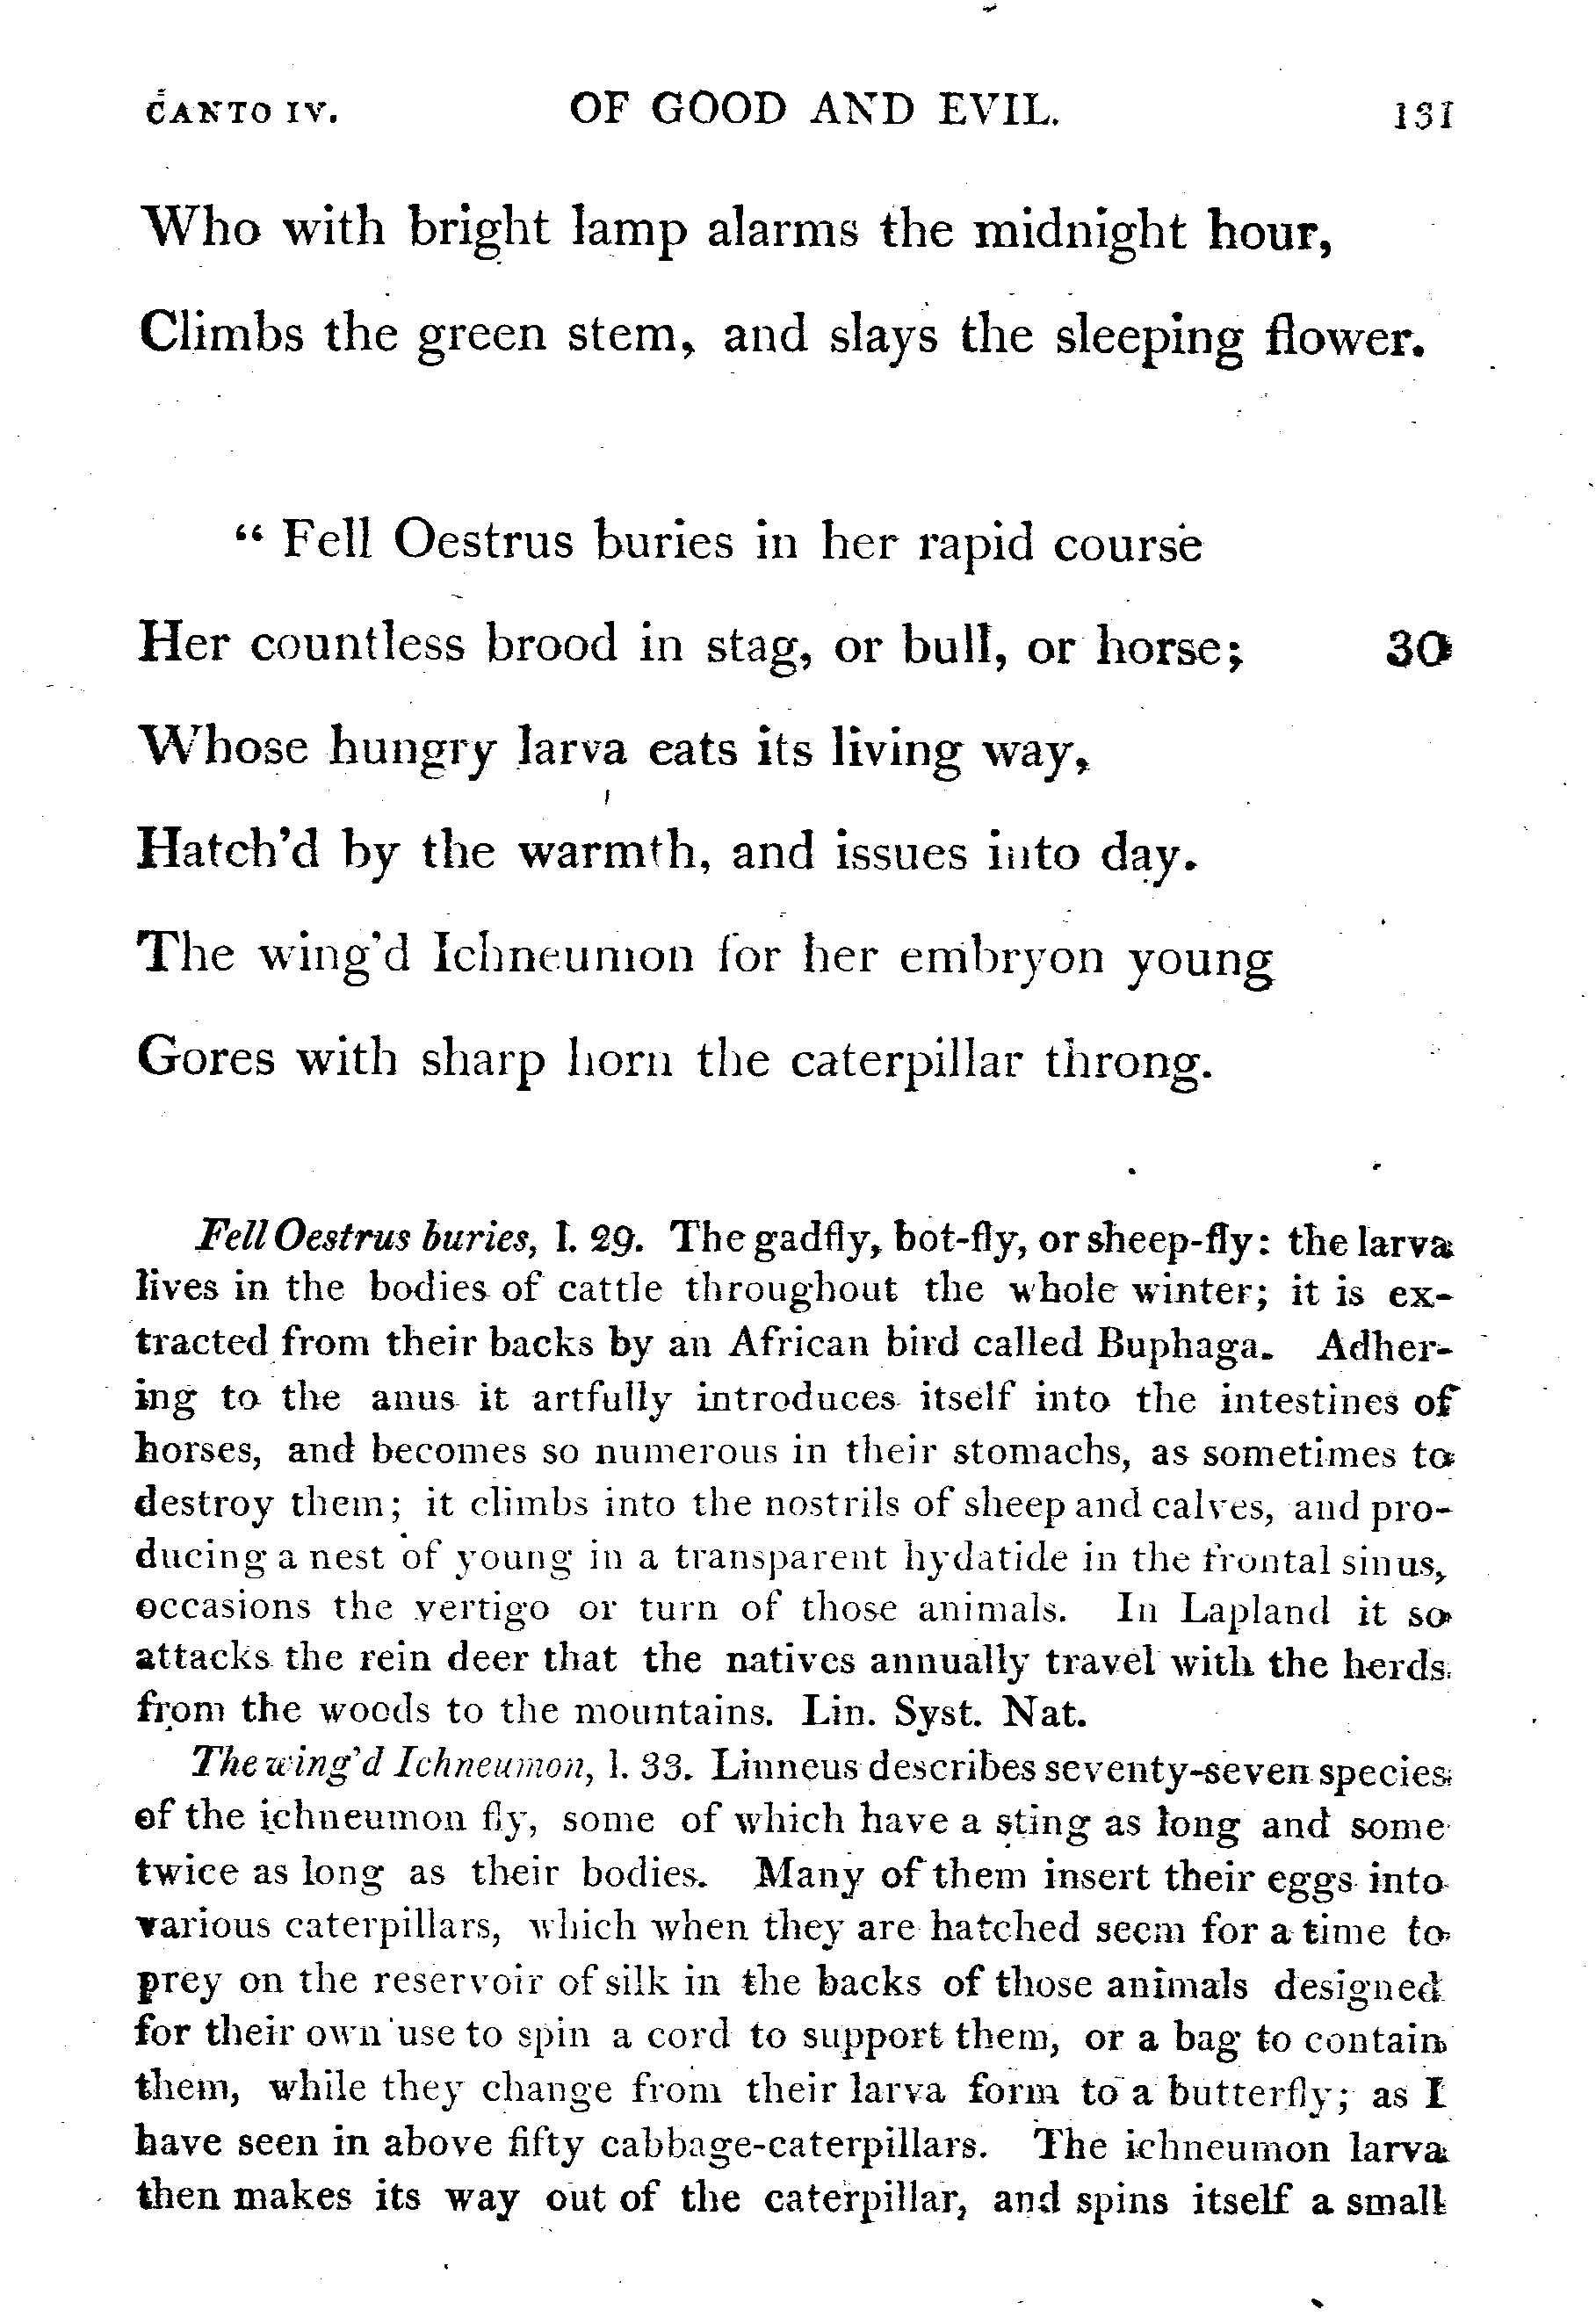 CANTO IV. OF GOOD AND EVIL. 131
Who with bright lamp alarms the midnight hour,
Climbs the green stem, and slays the sleeping flower.
“ Fell Oestrus buries in her rapid course
Her countless brood in stag, or bull, or horse; 30
Whose hungry larva eats its living way,
Hatch’d by the warmth, and issues into day.
The wing’d Ichneumon for her embryon young
Gores with sharp horn the caterpillar throng.
Fell Oestrus buries, l. 29. The gadfly, bot-fly, or sheep-fly: the larva
lives in the bodies of cattle throughout the whole winter; it is ex-
tracted from their backs by an African bird called Buphaga. Adher-
ing to the anus it artfully introduces itself into the intestines of
horses, and becomes so numerous in their stomachs, as sometimes to
destroy them; it climbs into the nostrils of sheep and calves, and pro-
ducing a nest of young in a transparent hydatide in the frontal sinus,
occasions the vertigo or turn of those animals. In Lapland it so
attacks the rein deer that the natives annually travel with the herds
from the woods to the mountains. Lin. Syst. Nat.
The wing’d Ichneumon, l. 33. Linneus describes seventy-seven species
of the ichneumon fly, some of which have a sting as long and some
twice as long as their bodies. Many of them insert their eggs into
various caterpillars, which when they are hatched seem for a time to
prey on the reservoir of silk in the backs of those animals designed
for their own use to spin a cord to support them, or a bag to contain
them, while they change from their larva form to a butterfly; as I
have seen in above fifty cabbage-caterpillars. The ichneumon larva
then makes its way out of the caterpillar, and spins itself a small